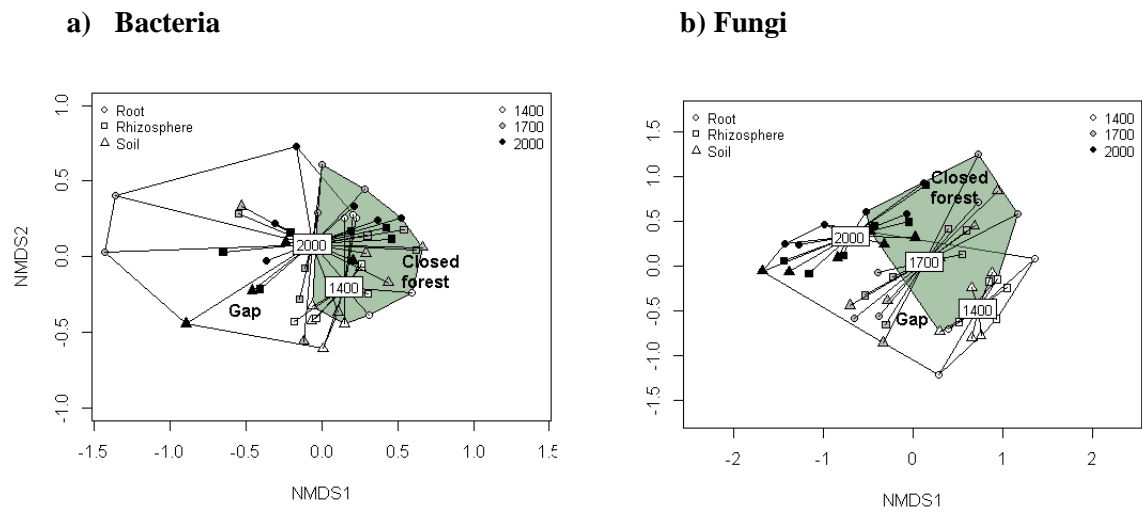 a) Bacteria
b) Fungi
Root
Rhizosphere
Soil
1400
1700
2000
2000
1400
Closed
forest
Gap
1.0
0.5
0.0
-0.5
-1.0
NMDS2
-1.5
-1.0
-0.5
0.0
0.5
1.0
1.5
NMDS1
Root
Rhizosphere
Soil
1400
1700
2000
Closed
forest
2000
1700
1400
Gap
1.5
1.0
0.5
0.0
-0.5
-1.0
-1.5
-2
-1
0
1
2
NMDS1